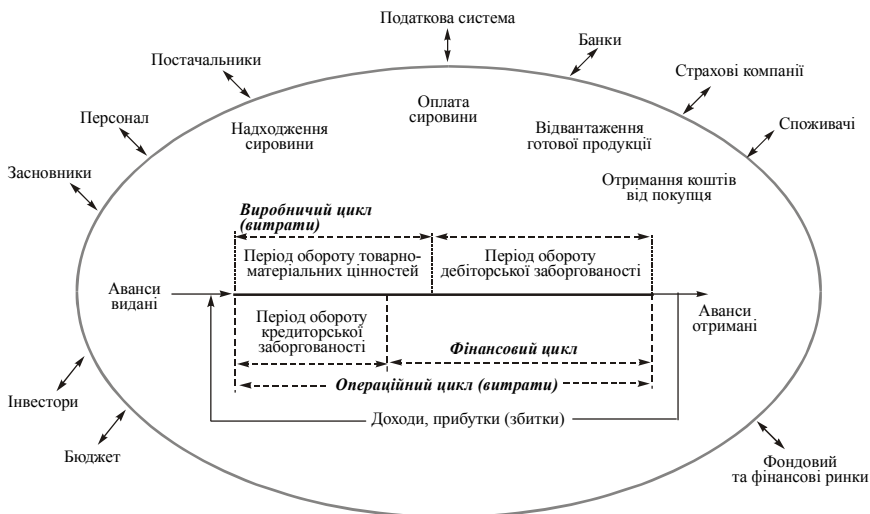 Податкова система
Банки
Постачальники
Страхові компанії
Персонал
Споживачі
Засновники
Оплата
сировини
Надходження
сировини
Відвантаження
готової продукції
Отримання коштів
від покупця
Виробничий цикл
(витрати)
Період обороту товарно-
матеріальних цінностей
Період обороту
дебіторської заборгованості
Аванси
видані
Аванси
отримані
Період обороту
кредиторської
заборгованості
Фінансовий цикл
Операційний цикл (витрати)
Доходи, прибутки (збитки)
Інвестори
Бюджет
Фондовий
та фінансові ринки